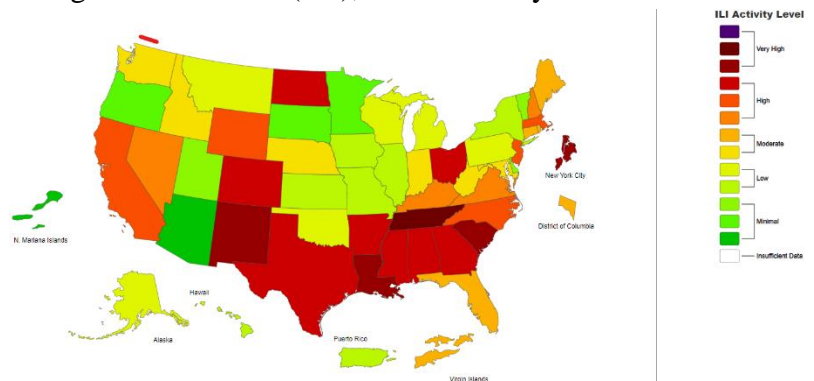 ILI Activity Level
Very High
High
Moderate
Low
Minimal
Insufficient Data
New York City
District of Columbia
N. Mariana Islands
Hawaii
Alaska
Puerto Rico
Virgin Islands